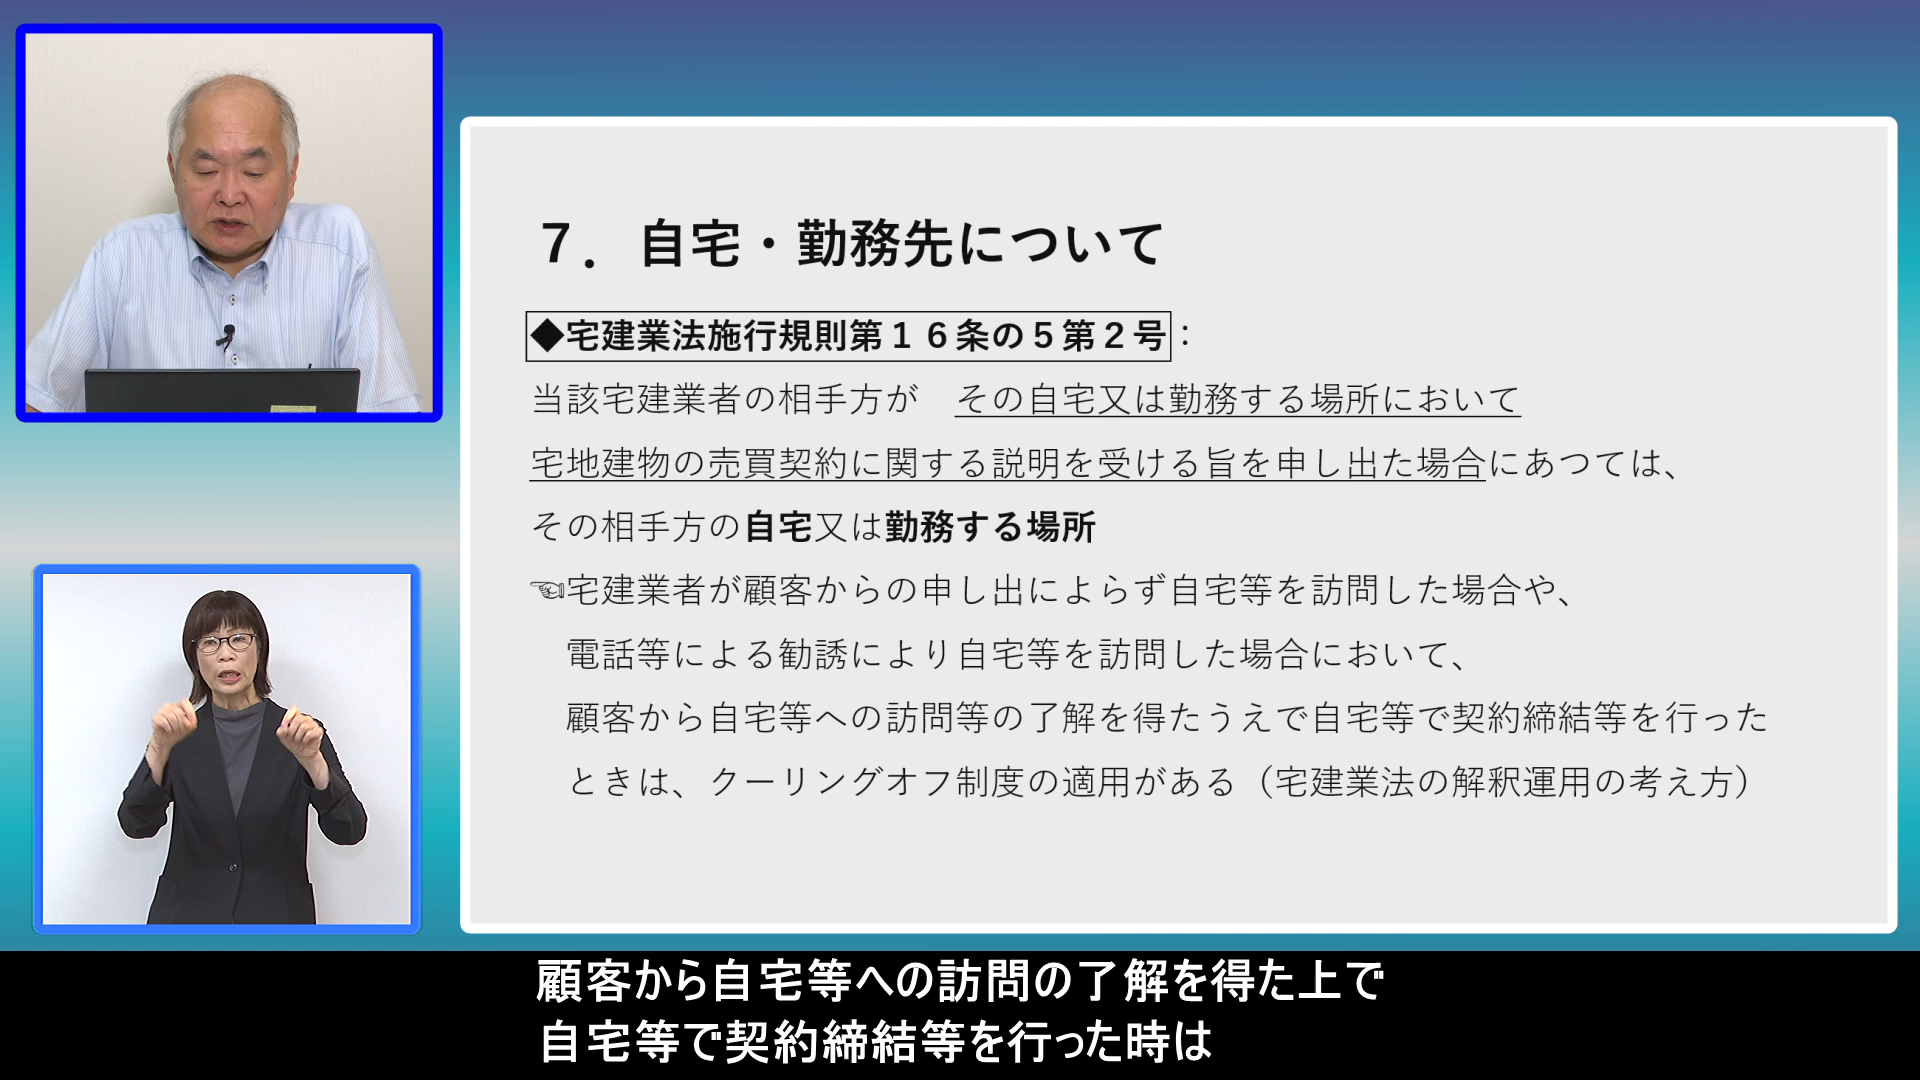 ７．自宅・勤務先について
◆宅建業法施行規則第１６条の５第２号：
当該宅建業者の相手方が　その自宅又は勤務する場所において
宅地建物の売買契約に関する説明を受ける旨を申し出た場合にあつては、
その相手方の自宅又は勤務する場所
☜宅建業者が顧客からの申し出によらず自宅等を訪問した場合や、
電話等による勧誘により自宅等を訪問した場合において、
顧客から自宅等への訪問等の了解を得たうえで自宅等で契約締結等を行った
ときは、クーリングオフ制度の適用がある（宅建業法の解釈運用の考え方）
顧客から自宅等への訪問の了解を得た上で
自宅等で契約締結等を行った時は